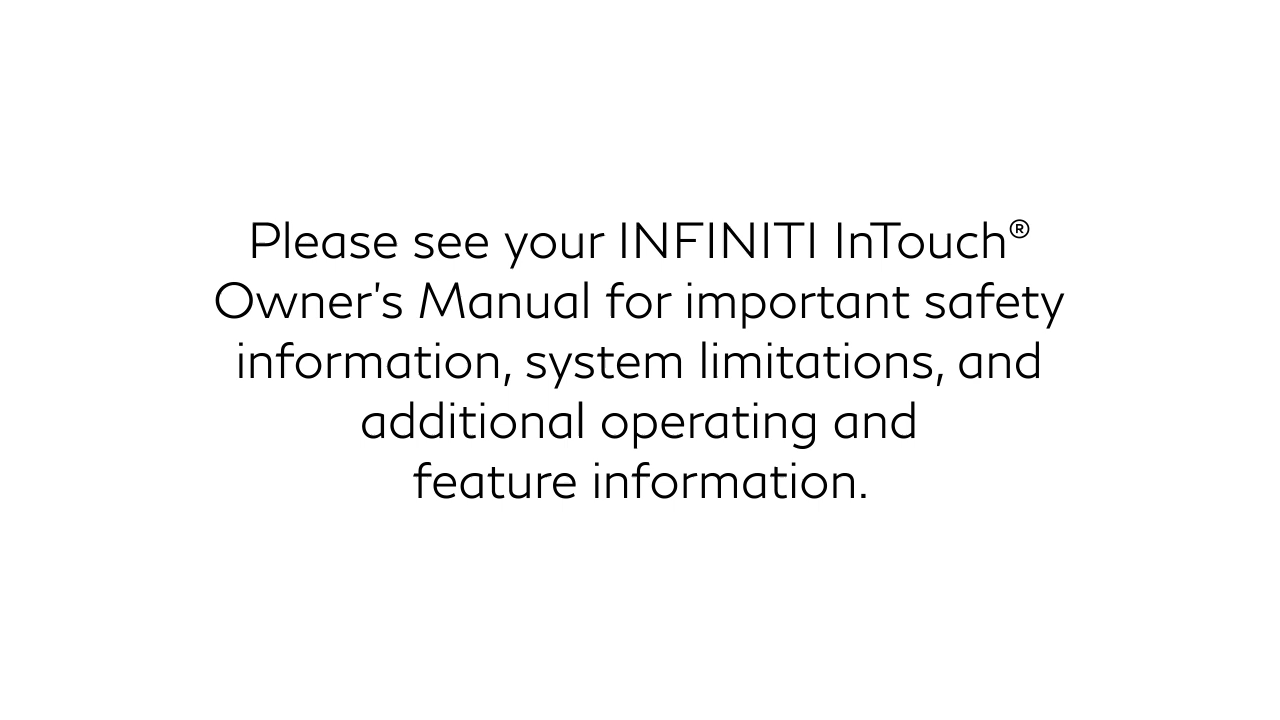 Please see your INFINITI InTouch®
Owner's Manual for important safety
information, system limitations, and
additional operating and
feature information.